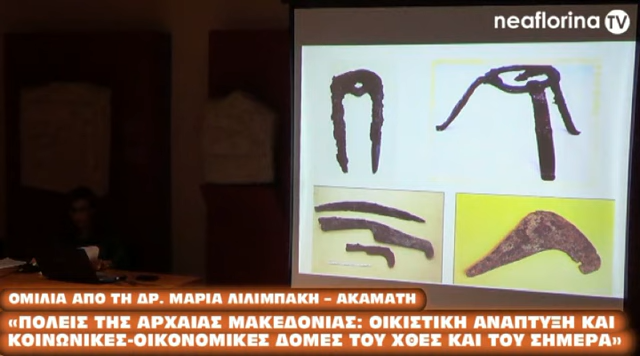 neaflorina TV
ΟΜΙΛΙΑ ΑΠΟ ΤΗ ΔΡ. ΜΑΡΙΑ ΛΙΛΙΜΠΑΚΗ – ΑΚΑΜΑΤΗ
«ΠΟΛΕΙΣ ΤΗΣ ΑΡΧΑΙΑΣ ΜΑΚΕΔΟΝΙΑΣ: ΟΙΚΙΣΤΙΚΗ ΑΝΑΠΤΥΞΗ ΚΑΙ
ΚΟΙΝΩΝΙΚΕΣ-ΟΙΚΟΝΟΜΙΚΕΣ ΔΟΜΕΣ ΤΟΥ ΧΘΕΣ ΚΑΙ ΤΟΥ ΣΗΜΕΡΑ»